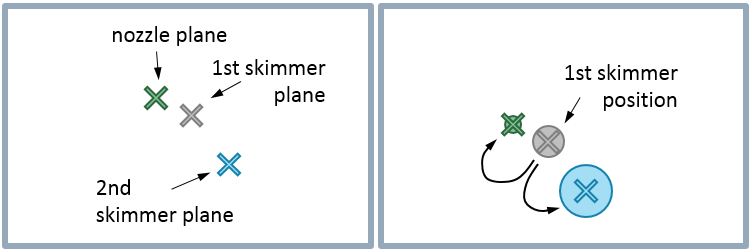 nozzle plane
1st skimmer
plane
2nd
skimmer plane
1st skimmer
position